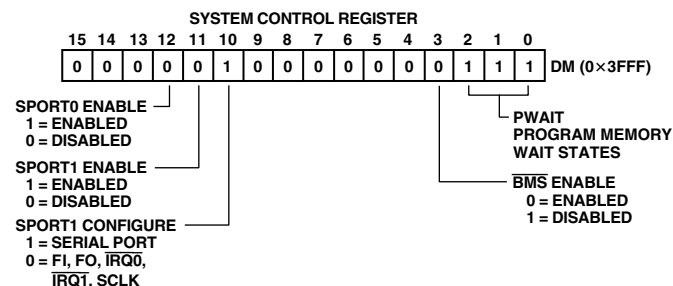 SYSTEM CONTROL REGISTER
15 14 13 12 11 10 9 8 7 6 5 4 3 2 1 0
0 0 0 0 0 1 0 0 0 0 0 0 0 1 1 1 DM (0×3FFF)
SPORT0 ENABLE
1 = ENABLED
0 = DISABLED
SPORT1 ENABLE
1 = ENABLED
0 = DISABLED
SPORT1 CONFIGURE
1 = SERIAL PORT
0 = FI, FO, I̅R̅Q̅0̅,
I̅R̅Q̅1̅, SCLK
PWAIT
PROGRAM MEMORY
WAIT STATES
B̅M̅S̅ ENABLE
0 = ENABLED
1 = DISABLED